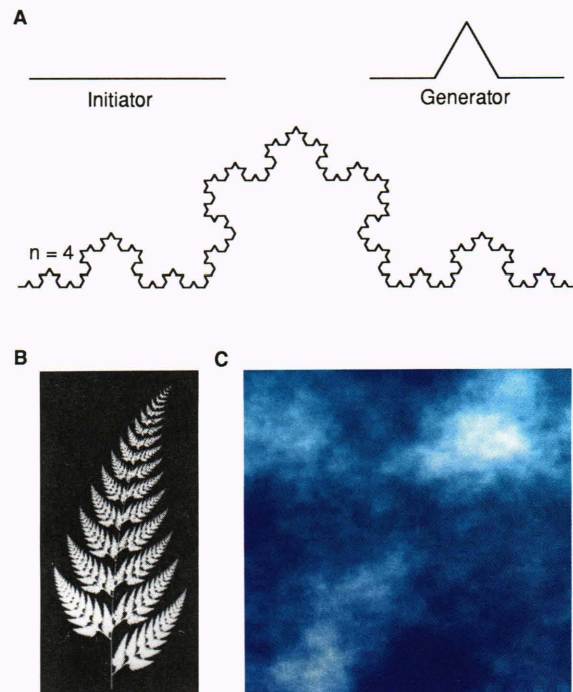 A
Initiator
Generator
n = 4
B
C